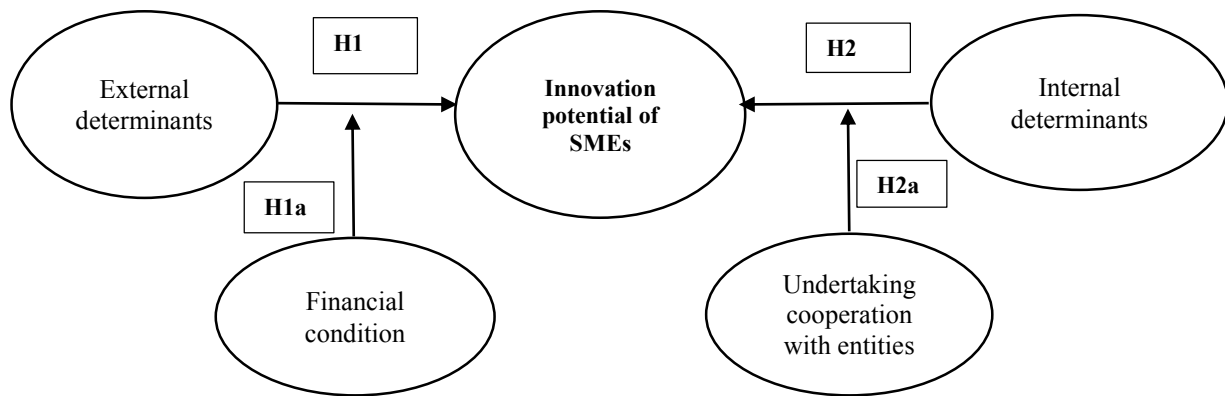 H1
H2
External
determinants
Innovation
potential of
SMEs
Internal
determinants
H1a
H2a
Financial
condition
Undertaking
cooperation
with entities